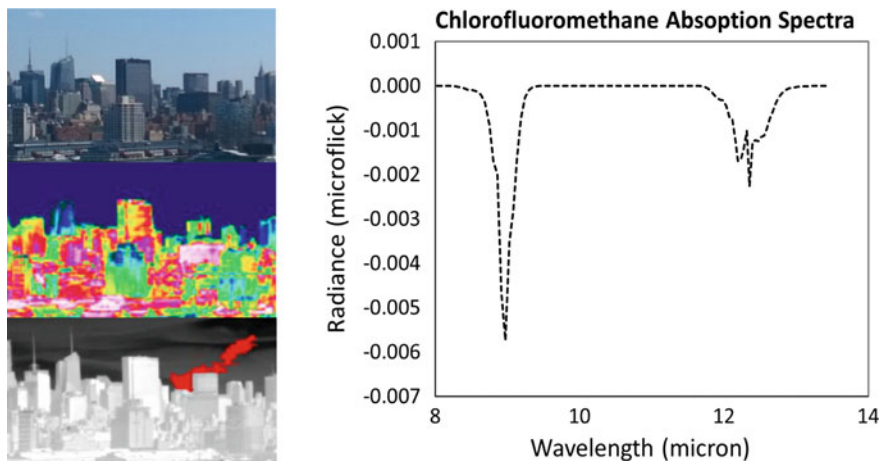 Chlorofluoromethane Absoption Spectra
0.001
0.000
-0.001
-0.002
-0.003
-0.004
-0.005
-0.006
-0.007
Radiance (microflick)
8 10 12 14
Wavelength (micron)